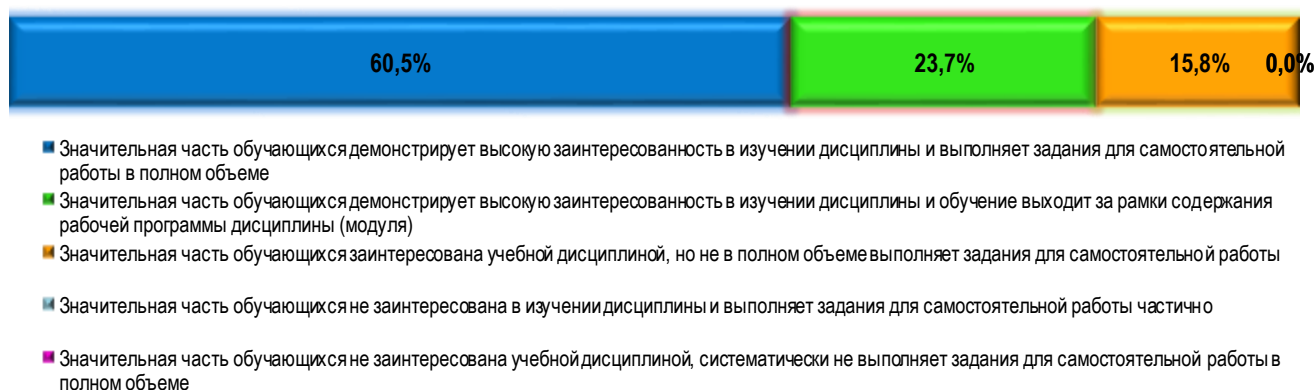 60,5% 23,7% 15,8% 0,0%
Значительная часть обучающихся демонстрирует высокую заинтересованность в изучении дисциплины и выполняет задания для самостоятельной
работы в полном объеме
Значительная часть обучающихся демонстрирует высокую заинтересованность в изучении дисциплины и обучение выходит за рамки содержания
рабочей программы дисциплины (модуля)
Значительная часть обучающихся заинтересована учебной дисциплиной, но не в полном объеме выполняет задания для самостоятельной работы
Значительная часть обучающихся не заинтересована в изучении дисциплины и выполняет задания для самостоятельной работы частично
Значительная часть обучающихся не заинтересована учебной дисциплиной, систематически не выполняет задания для самостоятельной работы в
полном объеме